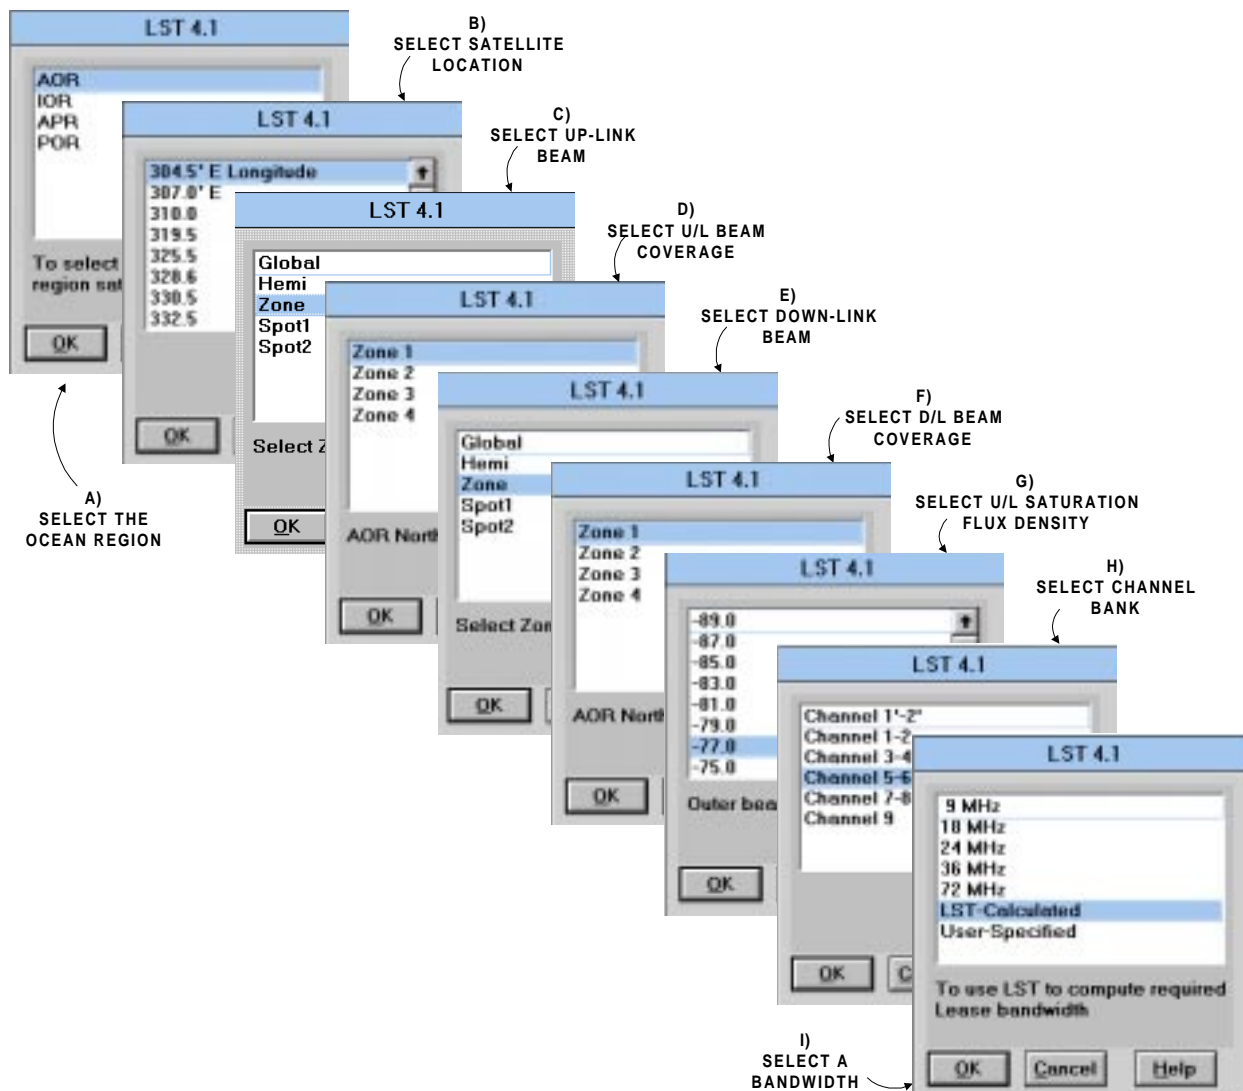 LST 4.1
AOR
IOR
APR
POR
To select
region sat
OK
A)
SELECT THE
OCEAN REGION
B)
SELECT SATELLITE
LOCATION
LST 4.1
304.5' E Longitude
307.0' E
310.0
319.5
325.5
328.6
330.5
332.5
OK
C)
SELECT UP-LINK
BEAM
LST 4.1
Global
Hemi
Zone
Spot1
Spot2
Select Z
OK
D)
SELECT U/L BEAM
COVERAGE
LST 4.1
Zone 1
Zone 2
Zone 3
Zone 4
AOR North
OK
E)
SELECT DOWN-LINK
BEAM
LST 4.1
Global
Hemi
Zone
Spot1
Spot2
Select Zon
OK
F)
SELECT D/L BEAM
COVERAGE
LST 4.1
Zone 1
Zone 2
Zone 3
Zone 4
AOR North
OK
G)
SELECT U/L SATURATION
FLUX DENSITY
LST 4.1
-89.0
-87.0
-85.0
-83.0
-81.0
-79.0
-77.0
-75.0
Outer bea
OK
H)
SELECT CHANNEL
BANK
LST 4.1
Channel 1'-2'
Channel 1-2
Channel 3-4
Channel 5-6
Channel 7-8
Channel 9
OK
C
LST 4.1
9 MHz
18 MHz
24 MHz
36 MHz
72 MHz
LST-Calculated
User-Specified
To use LST to compute required
Lease bandwidth
OK Cancel Help
I)
SELECT A
BANDWIDTH